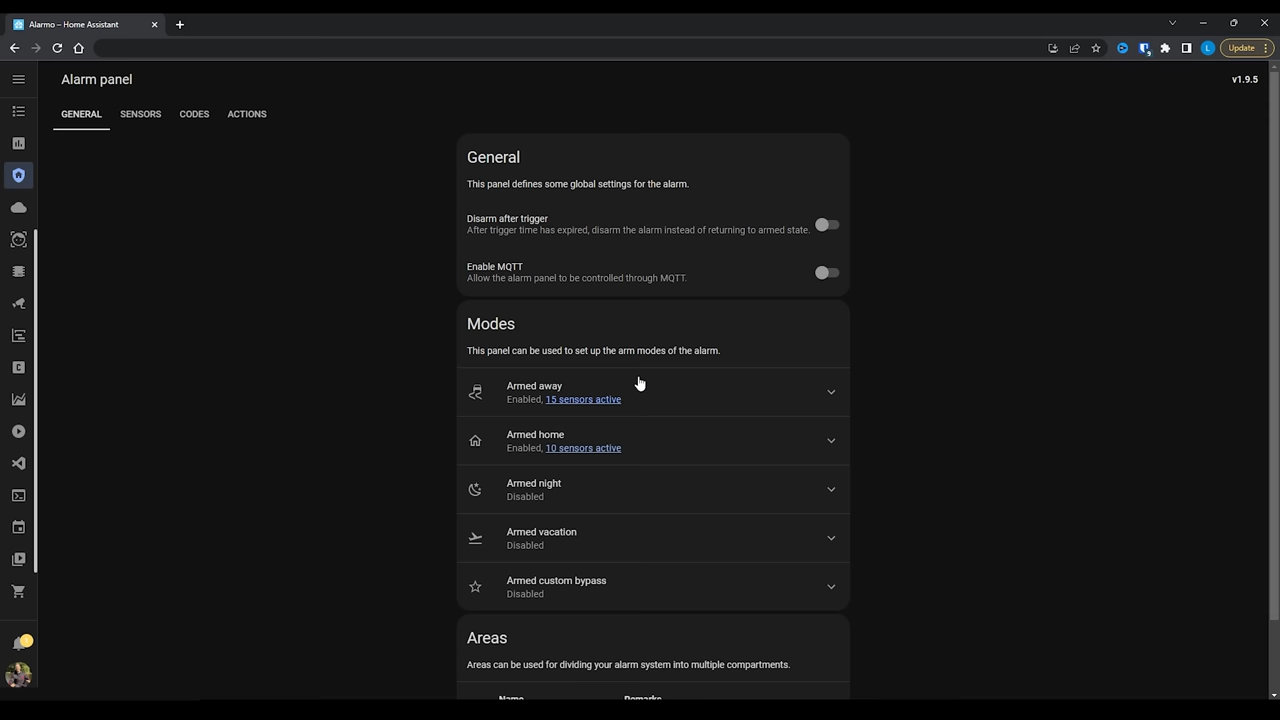 Alarmo – Home Assistant
Update
Alarm panel
v1.9.5
GENERAL SENSORS CODES ACTIONS
General
This panel defines some global settings for the alarm.
Disarm after trigger
After trigger time has expired, disarm the alarm instead of returning to armed state.
Enable MQTT
Allow the alarm panel to be controlled through MQTT.
Modes
This panel can be used to set up the arm modes of the alarm.
Armed away
Enabled, 15 sensors active
Armed home
Enabled, 10 sensors active
Armed night
Disabled
Armed vacation
Disabled
Armed custom bypass
Disabled
Areas
Areas can be used for dividing your alarm system into multiple compartments.
Name Remarks